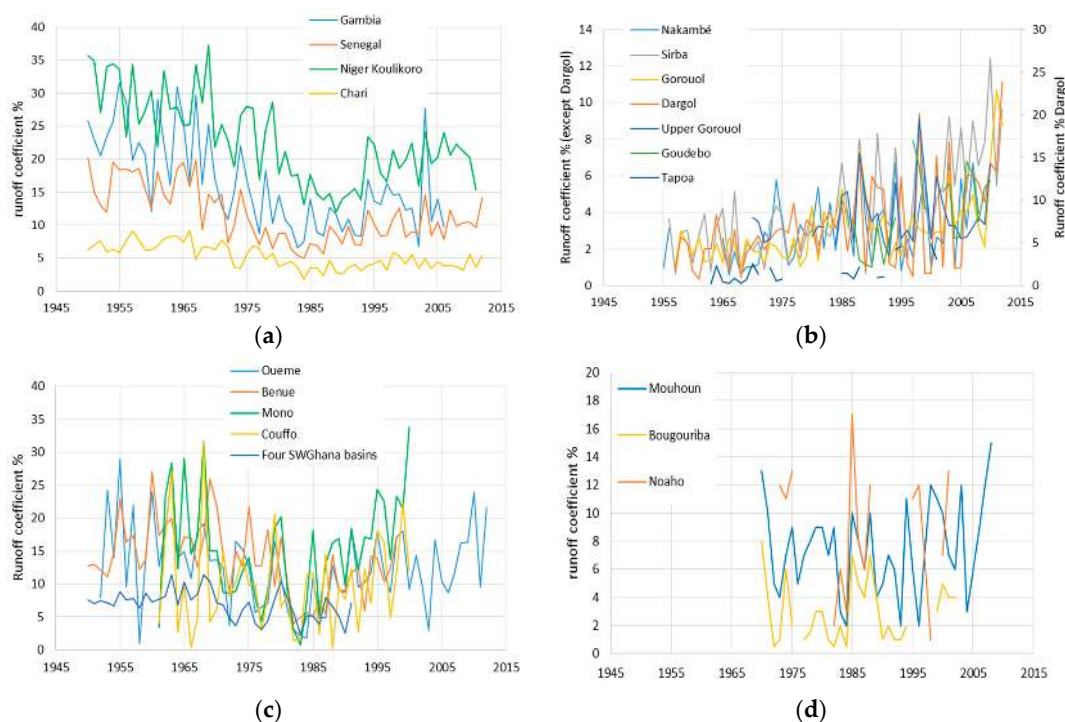 Gambia
Senegal
Niger Koulikoro
Chari
runoff coefficient %
40
35
30
25
20
15
10
5
0
1945 1955 1965 1975 1985 1995 2005 2015
(a)
Nakambé
Sirba
Gorouol
Dargol
Upper Gorouol
Goudebo
Tapoa
Runoff coefficient % (except Dargol)
14
12
10
8
6
4
2
0
30
25
20
15
10
5
0
Runoff coefficient % Dargol
1945 1955 1965 1975 1985 1995 2005 2015
(b)
Oueme
Benue
Mono
Couffo
Four SWGhana basins
Runoff coefficient %
40
35
30
25
20
15
10
5
0
1945 1955 1965 1975 1985 1995 2005 2015
(c)
Mouhoun
Bougouriba
Noaho
runoff coefficient %
20
18
16
14
12
10
8
6
4
2
0
1945 1955 1965 1975 1985 1995 2005 2015
(d)